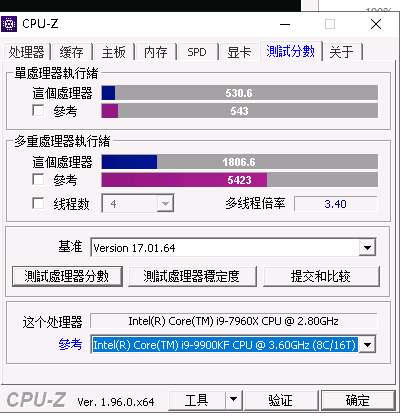 100%
CPU-Z
处理器 缓存 主板 内存 SPD 显卡 測試分數 关于
單處理器執行緒
這個處理器 530.6
參考 543
多重處理器執行緒
這個處理器 1806.6
參考 5423
线程数 4 多线程倍率 3.40
基准 Version 17.01.64
測試處理器分數 測試處理器穩定度 提交和比较
这个处理器 Intel(R) Core(TM) i9-7960X CPU @ 2.80GHz
參考 Intel(R) Core(TM) i9-9900KF CPU @ 3.60GHz (8C/16T)
CPU-Z Ver. 1.96.0.x64 工具 验证 確定